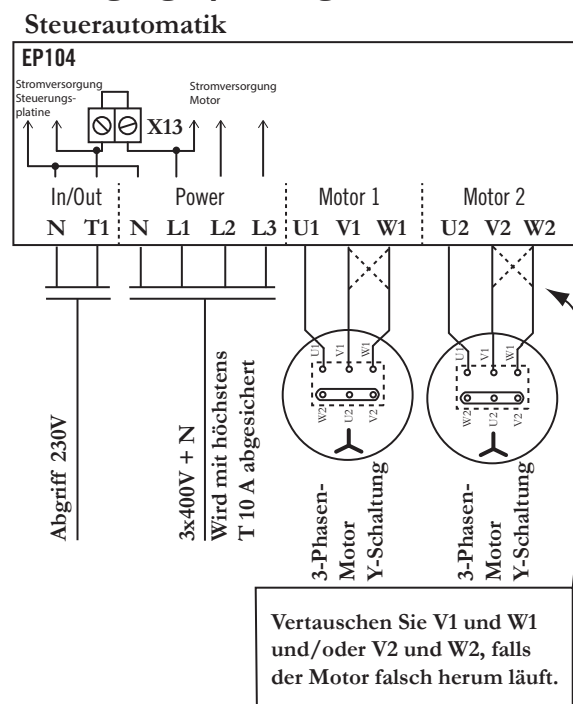 Steuerautomatik
EP104
Stromversorgung
Steuerungs-
platine
Stromversorgung
Motor
X13
In/Out
Power
Motor 1
Motor 2
N T1 N L1 L2 L3 U1 V1 W1 U2 V2 W2
U1 V1 W1
W2 U2 V2
U1 V1 W1
W2 U2 V2
Abgriff 230V
3x400V + N
Wird mit höchstens
T 10 A abgesichert
3-Phasen-
Motor
Y-Schaltung
3-Phasen-
Motor
Y-Schaltung
Vertauschen Sie V1 und W1
und/oder V2 und W2, falls
der Motor falsch herum läuft.